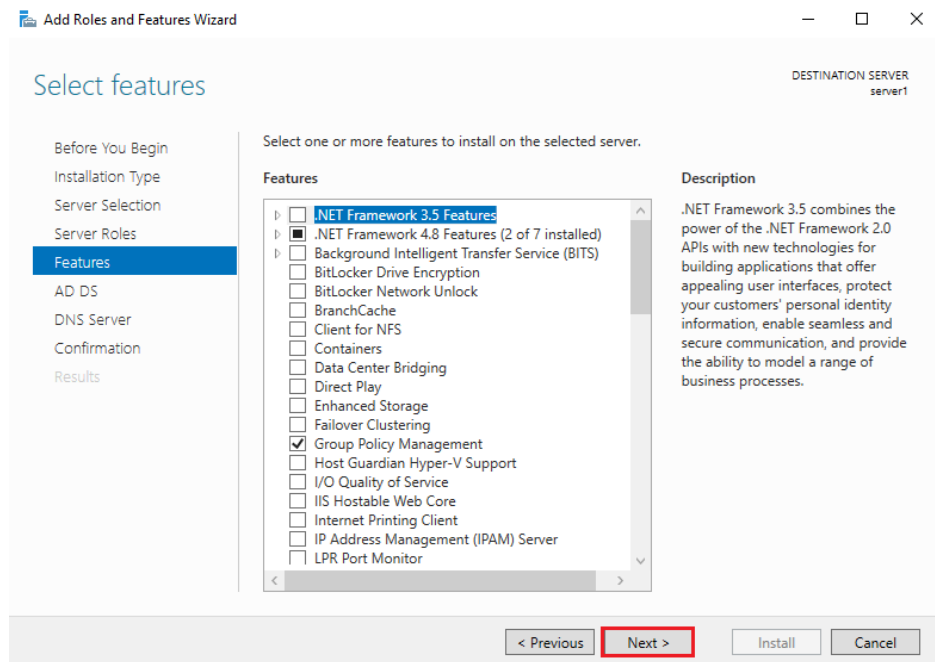 Add Roles and Features Wizard
Select features
DESTINATION SERVER
server1
Before You Begin
Installation Type
Server Selection
Server Roles
Features
AD DS
DNS Server
Confirmation
Results
Select one or more features to install on the selected server.
Features
.NET Framework 3.5 Features
.NET Framework 4.8 Features (2 of 7 installed)
Background Intelligent Transfer Service (BITS)
BitLocker Drive Encryption
BitLocker Network Unlock
BranchCache
Client for NFS
Containers
Data Center Bridging
Direct Play
Enhanced Storage
Failover Clustering
Group Policy Management
Host Guardian Hyper-V Support
I/O Quality of Service
IIS Hostable Web Core
Internet Printing Client
IP Address Management (IPAM) Server
LPR Port Monitor
Description
.NET Framework 3.5 combines the
power of the .NET Framework 2.0
APIs with new technologies for
building applications that offer
appealing user interfaces, protect
your customers' personal identity
information, enable seamless and
secure communication, and provide
the ability to model a range of
business processes.
< Previous
Next >
Install
Cancel